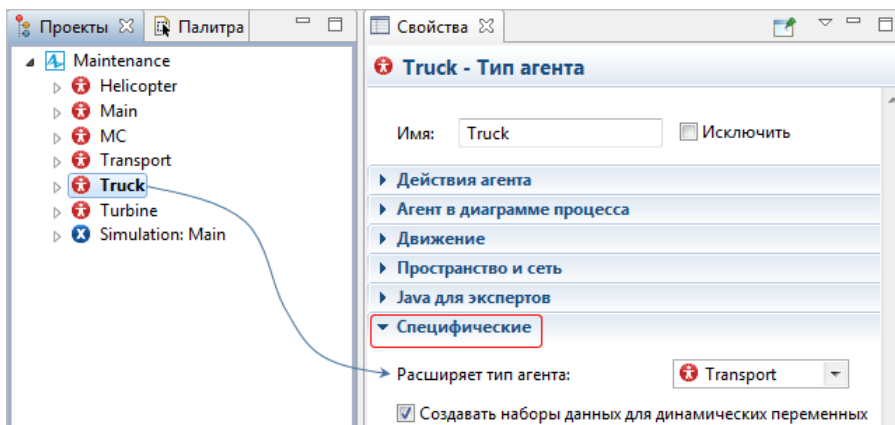 Проекты
Палитра
Maintenance
Helicopter
Main
MC
Transport
Truck
Turbine
Simulation: Main
Свойства
Truck - Тип агента
Имя: Truck Исключить
Действия агента
Агент в диаграмме процесса
Движение
Пространство и сеть
Java для экспертов
Специфические
Расширяет тип агента: Transport
Создавать наборы данных для динамических переменных